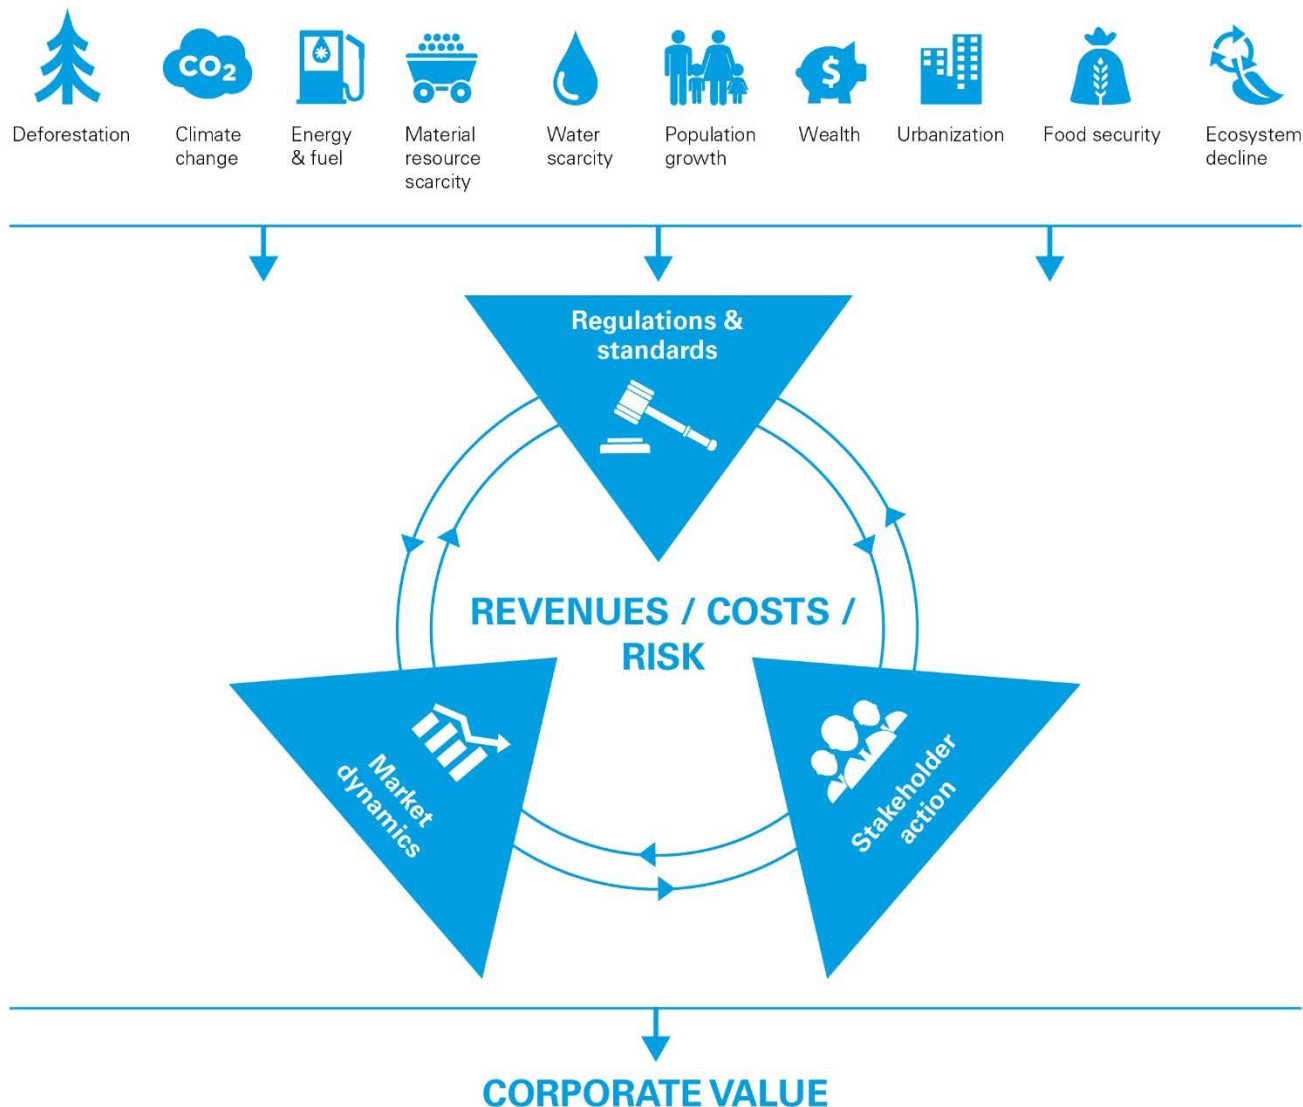 CO2
$
Deforestation
Climate
change
Energy
& fuel
Material
resource
scarcity
Water
scarcity
Population
growth
Wealth
Urbanization
Food security
Ecosystem
decline
Regulations &
standards
REVENUES / COSTS /
RISK
Market
dynamics
Stakeholder
action
CORPORATE VALUE